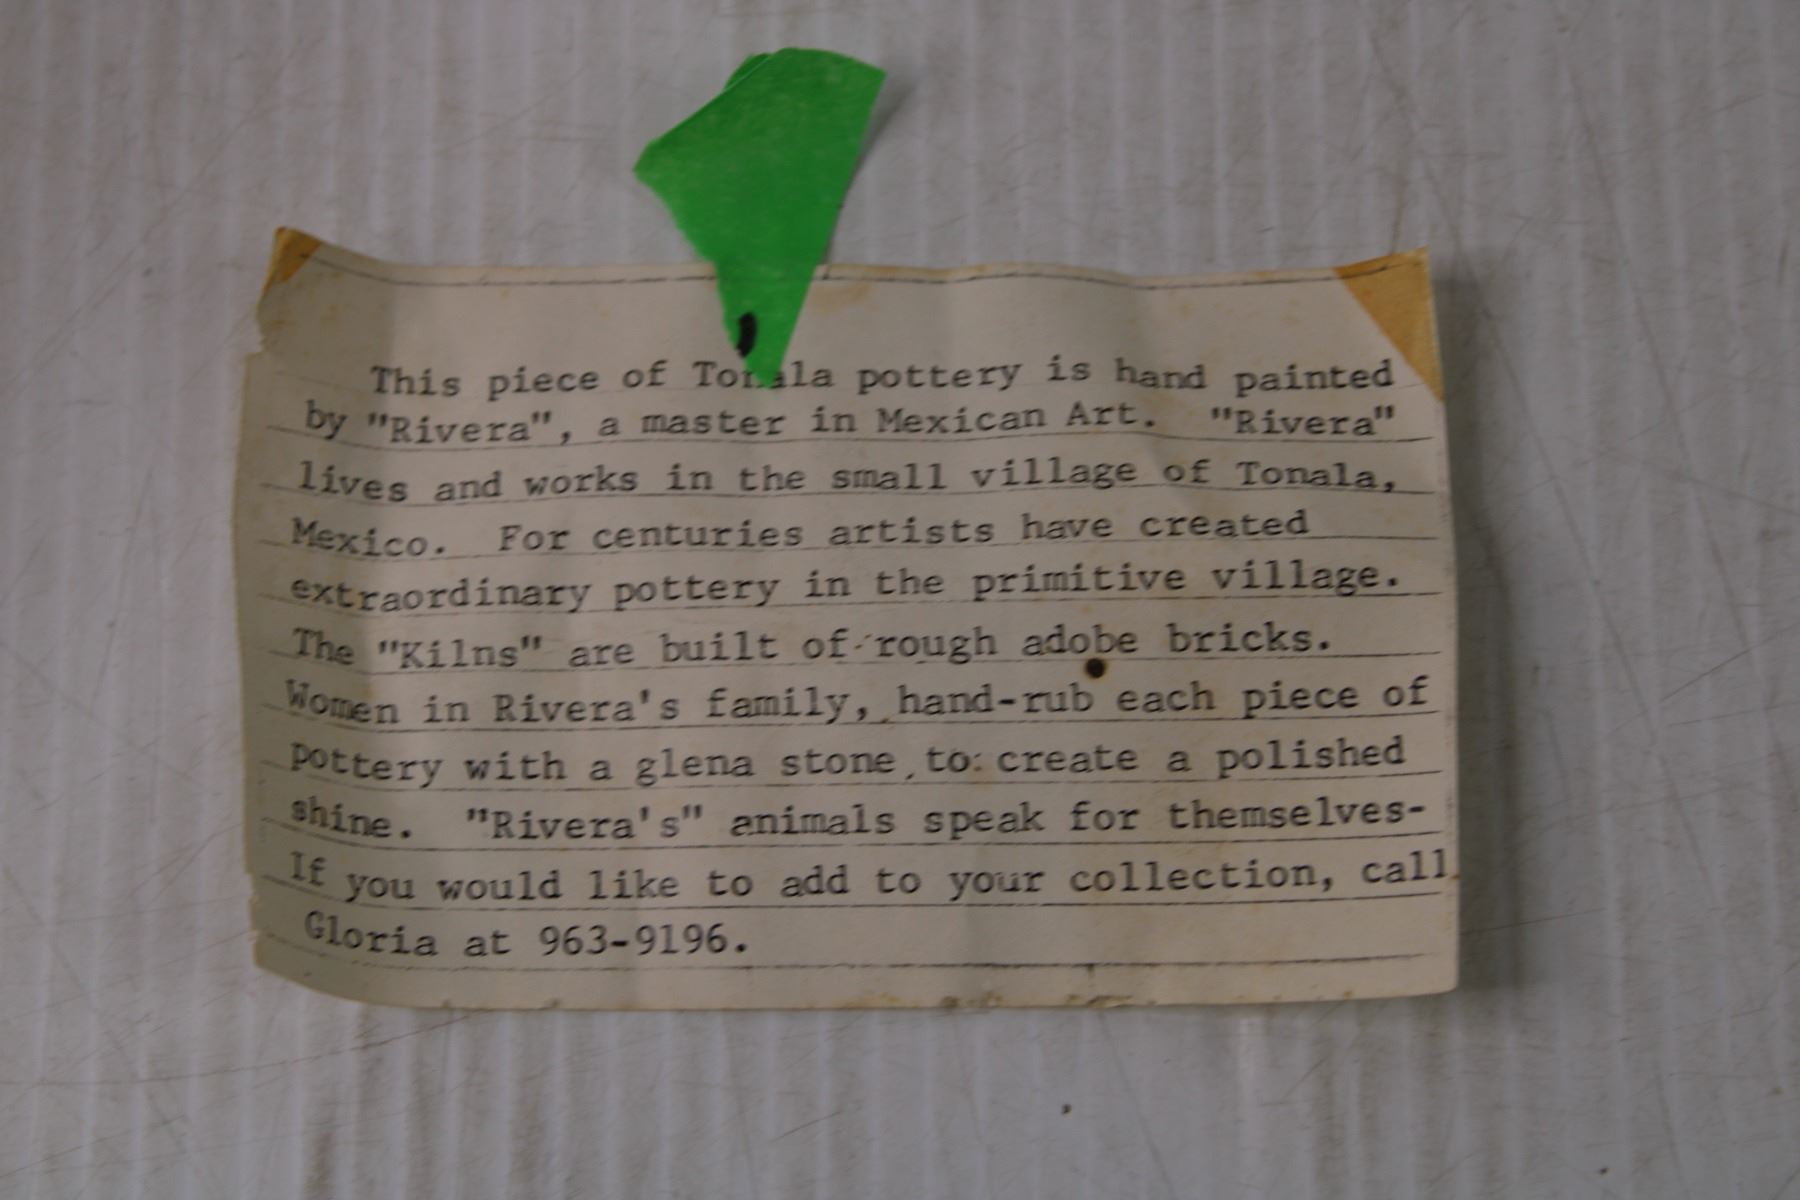 This piece of Tonala pottery is hand painted
by "Rivera", a master in Mexican Art. "Rivera"
lives and works in the small village of Tonala,
Mexico. For centuries artists have created
extraordinary pottery in the primitive village.
The "Kilns" are built of rough adobe bricks.
Women in Rivera's family, hand-rub each piece of
pottery with a glena stone to create a polished
shine. "Rivera's" animals speak for themselves-
If you would like to add to your collection, call
Gloria at 963-9196.